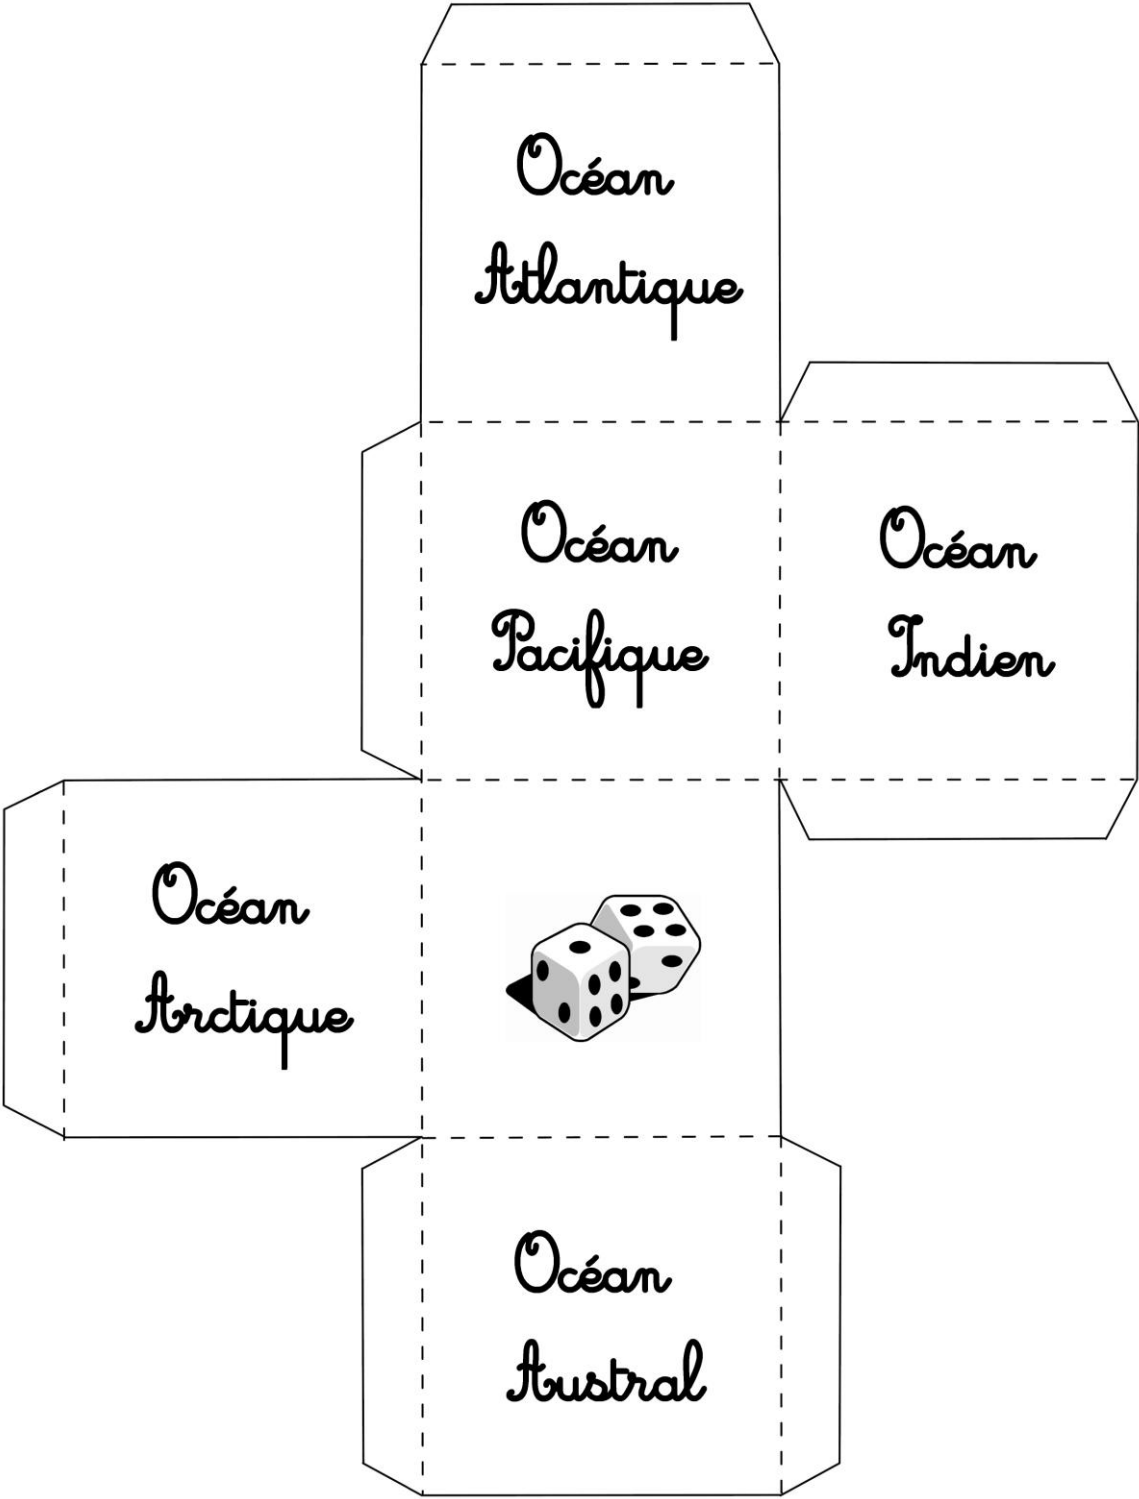 Océan
Atlantique
Océan
Pacifique
Océan
Indien
Océan
Arctique
Océan
Austral